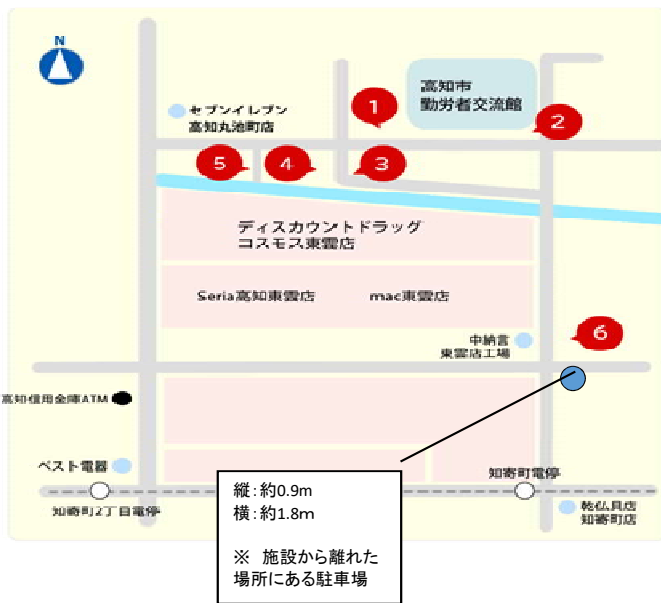 N
セブンイレブン
高知丸池町店
高知市
勤労者交流館
1
2
5
4
3
ディスカウントドラッグ
コスモス東雲店
Seria高知東雲店
mac東雲店
6
中納言
東雲店工場
高知信用金庫ATM
ベスト電器
知寄町2丁目電停
知寄町電停
乾仏具店
知寄町店
縦:約0.9m
横:約1.8m
※ 施設から離れた
場所にある駐車場